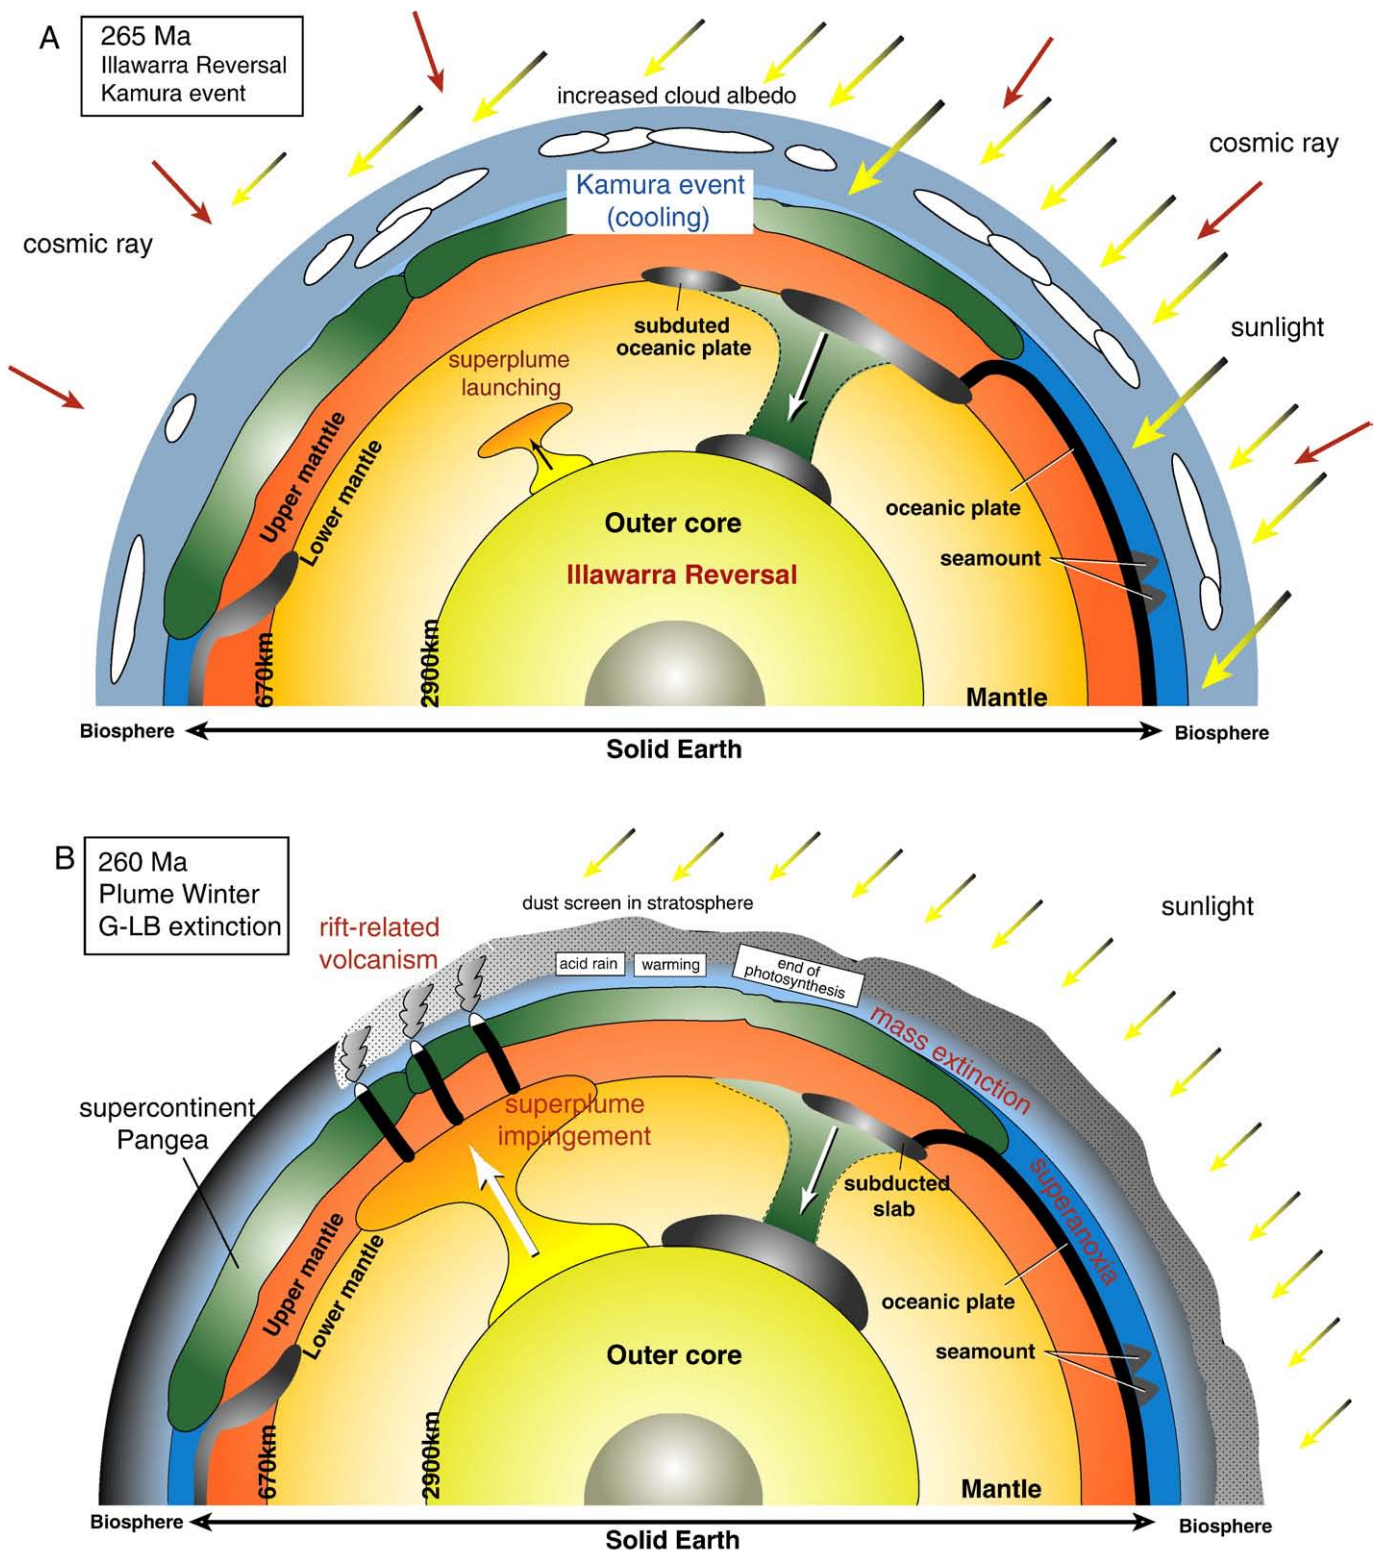 A
265 Ma
Illawarra Reversal
Kamura event
increased cloud albedo
cosmic ray
cosmic ray
Kamura event
(cooling)
sunlight
subduted
oceanic plate
superplume
launching
Upper matntle
Lower mantle
oceanic plate
Outer core
seamount
Illawarra Reversal
670km
2900km
Mantle
Biosphere
Solid Earth
Biosphere
B
260 Ma
Plume Winter
G-LB extinction
dust screen in stratosphere
sunlight
rift-related
volcanism
acid rain
warming
end of
photosynthesis
mass extinction
supercontinent
Pangea
superplume
impingement
subducted
slab
superanoxia
Upper mantle
Lower mantle
oceanic plate
seamount
Outer core
670km
2900km
Mantle
Biosphere
Solid Earth
Biosphere